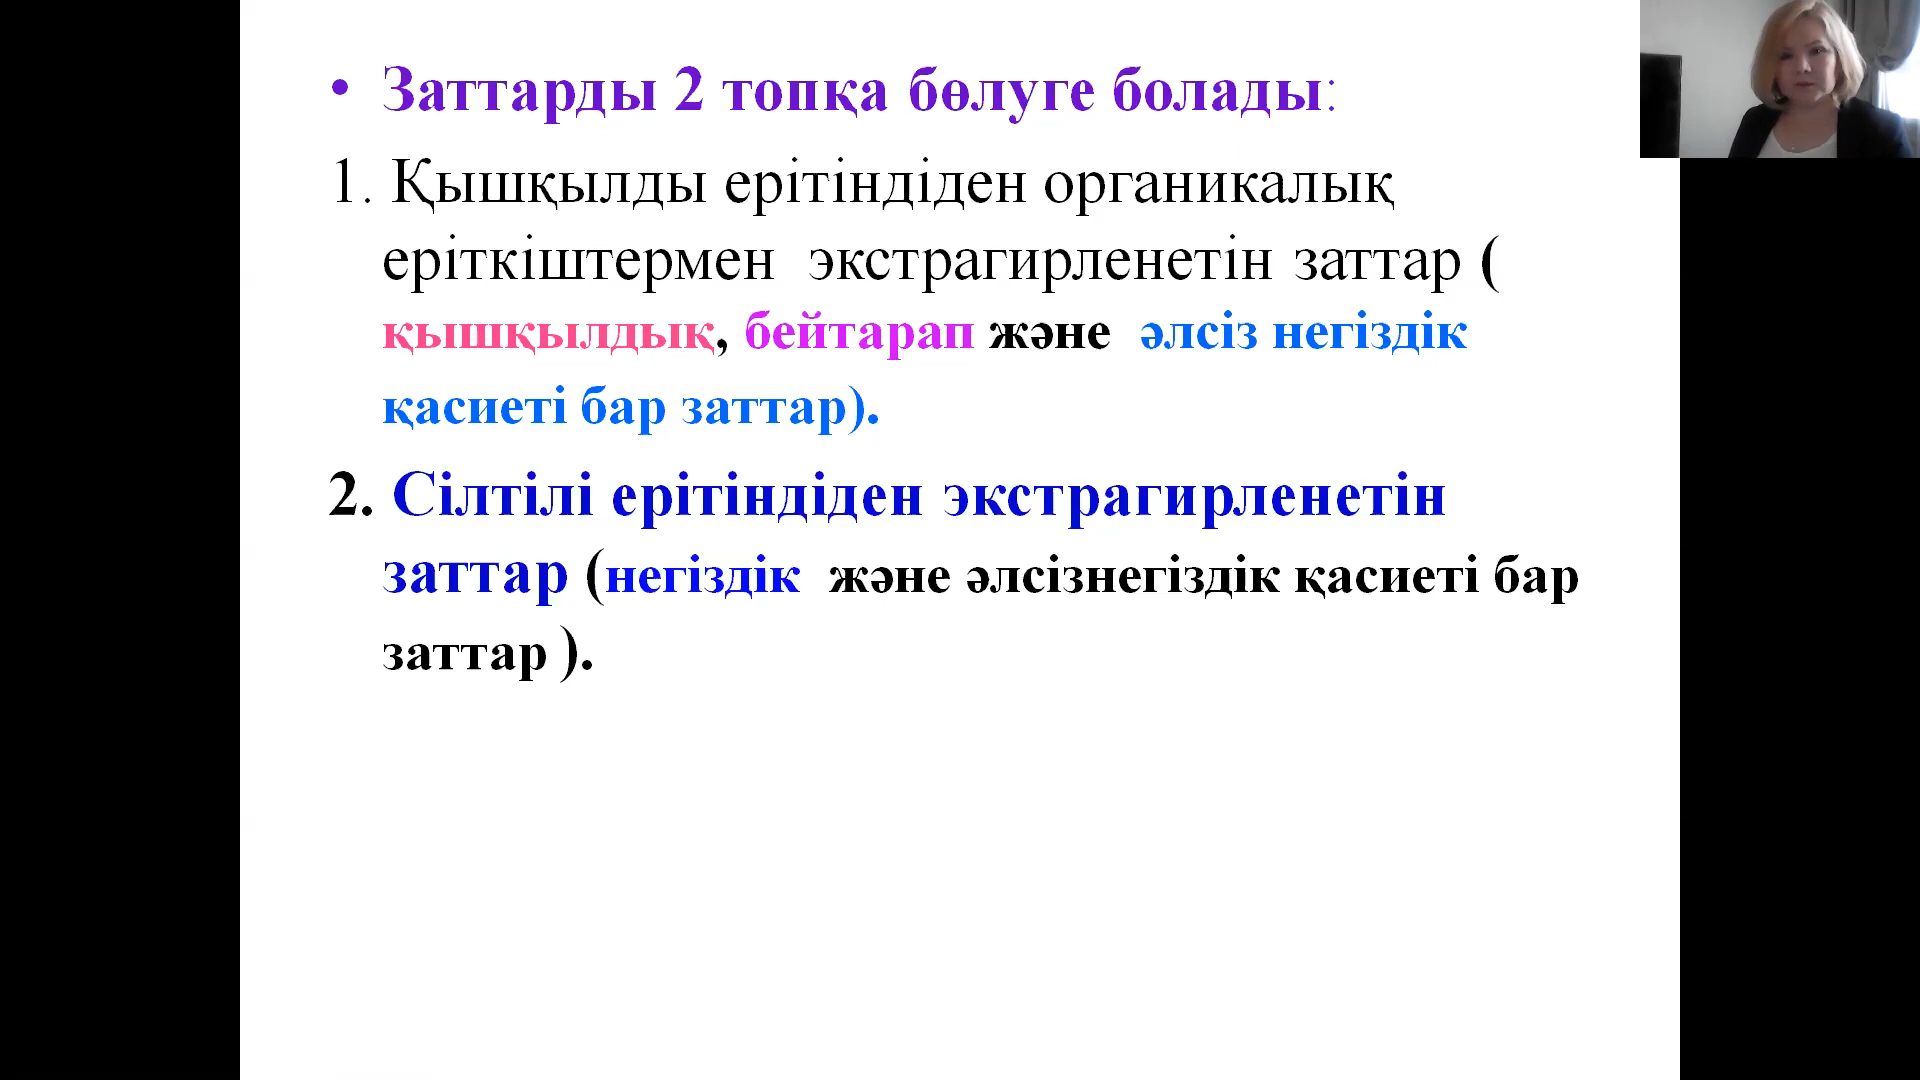 • Заттарды 2 топқа бөлуге болады:
1. Қышқылды ерітіндіден органикалық
еріткіштермен экстрагирленетін заттар (
қышқылдық, бейтарап және әлсіз негіздік
қасиеті бар заттар).
2. Сілтілі ерітіндіден экстрагирленетін
заттар (негіздік және әлсізнегіздік қасиеті бар
заттар ).